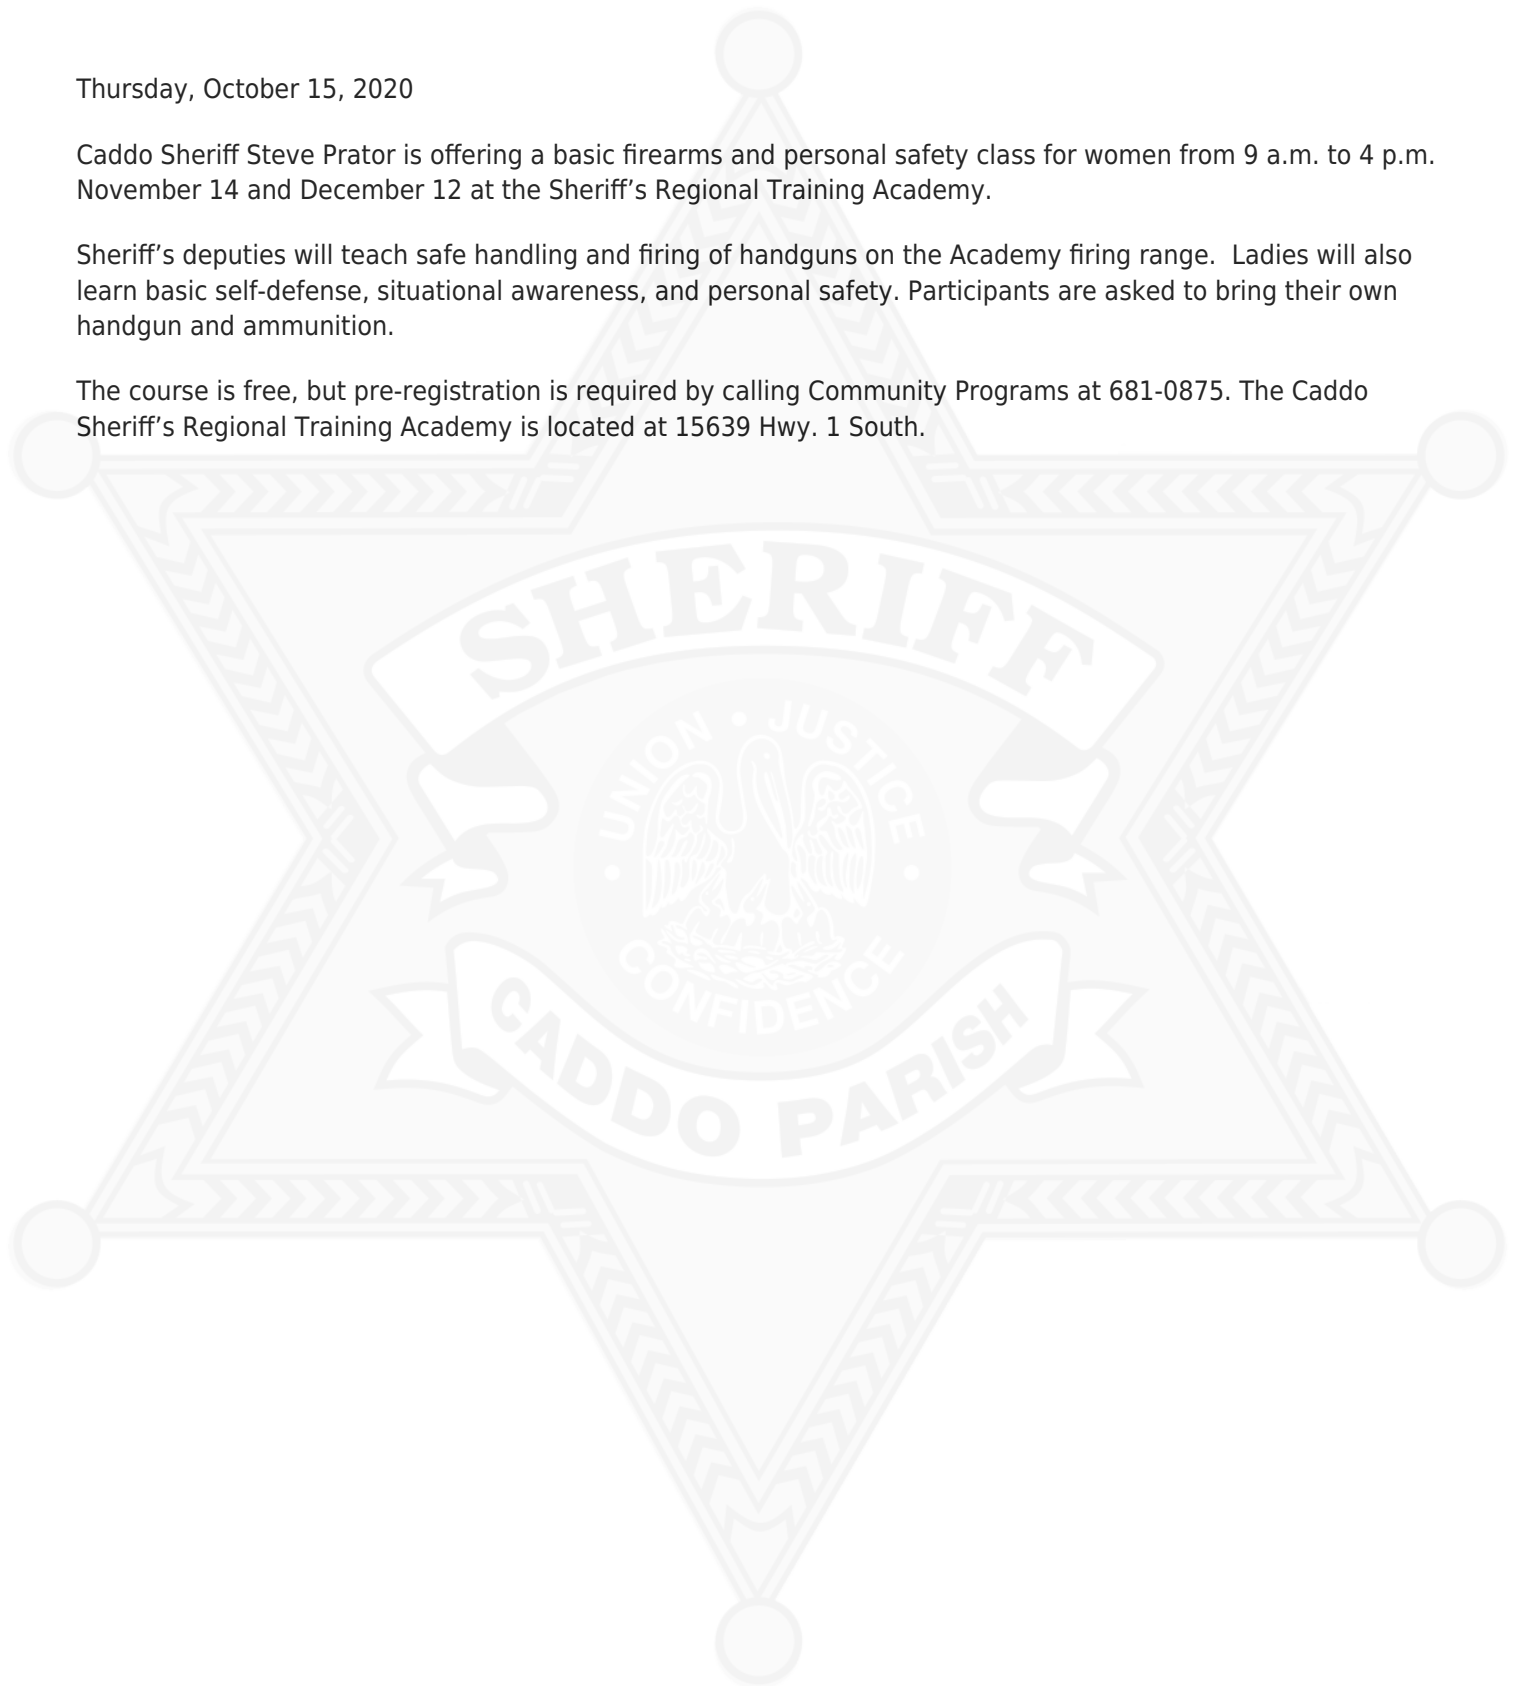 Thursday, October 15, 2020
Caddo Sheriff Steve Prator is offering a basic firearms and personal safety class for women from 9 a.m. to 4 p.m.
November 14 and December 12 at the Sheriff’s Regional Training Academy.
Sheriff’s deputies will teach safe handling and firing of handguns on the Academy firing range.  Ladies will also
learn basic self-defense, situational awareness, and personal safety. Participants are asked to bring their own
handgun and ammunition.
The course is free, but pre-registration is required by calling Community Programs at 681-0875. The Caddo
Sheriff’s Regional Training Academy is located at 15639 Hwy. 1 South.
SHERIFF
UNION • JUSTICE
• CONFIDENCE •
CADDO PARISH